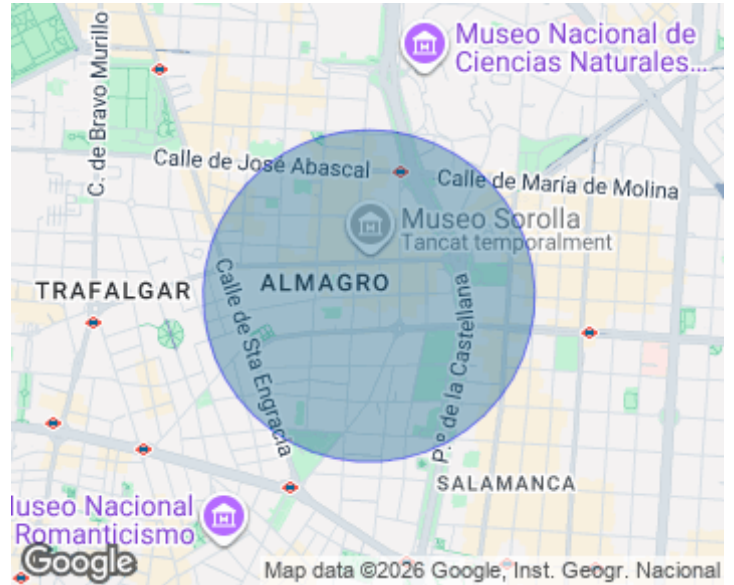 Museo Nacional de
Ciencias Naturales...
C. de Bravo Murillo
Calle de José Abascal
Calle de María de Molina
Museo Sorolla
Tancat temporalment
TRAFALGAR
ALMAGRO
Calle de Sta Engracia
P.º de la Castellana
SALAMANCA
Museo Nacional
Romanticismo
Google
Map data ©2026 Google, Inst. Geogr. Nacional